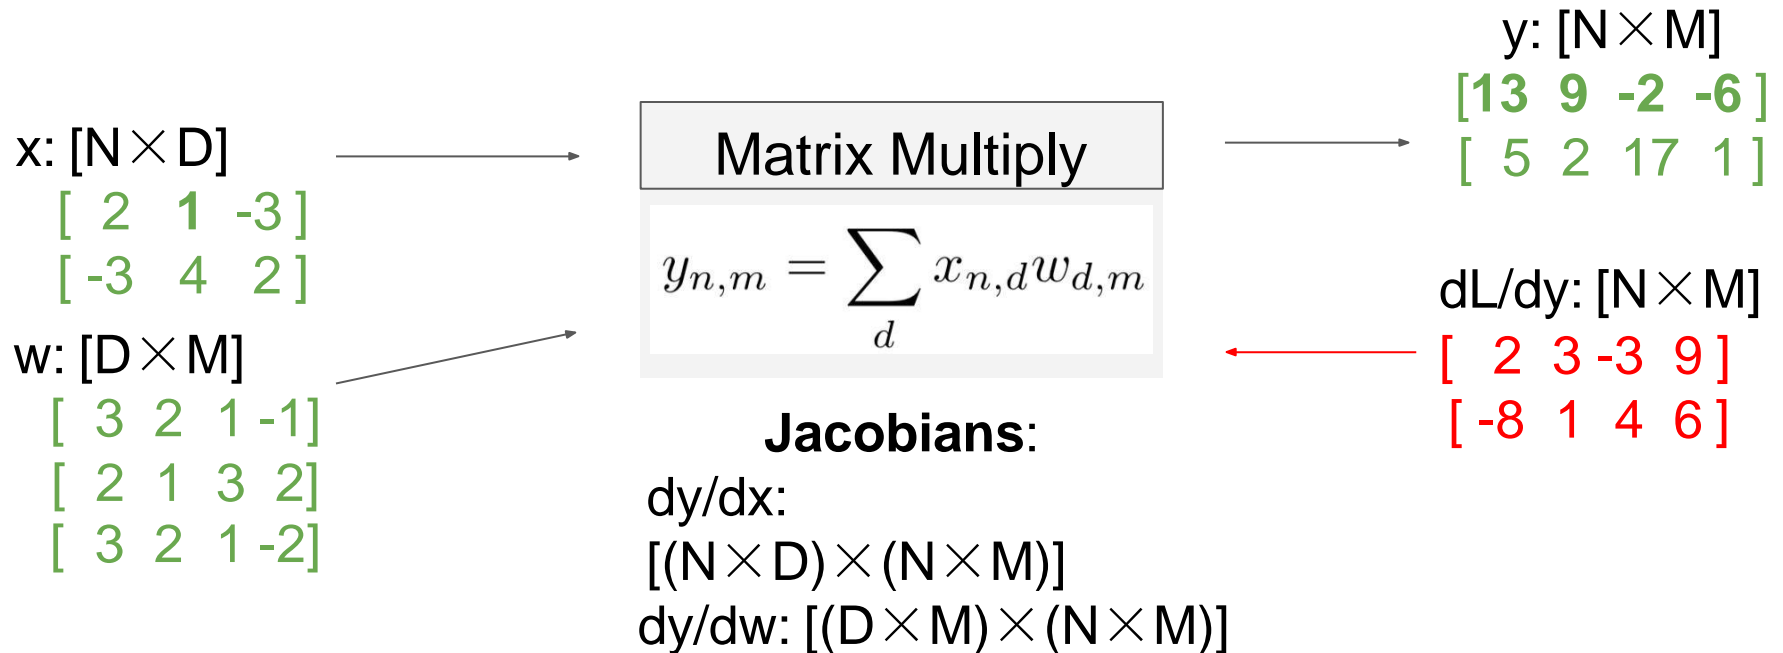 x: [N×D]
[ 2 1 -3 ]
[ -3 4 2 ]
w: [D×M]
[ 3 2 1 -1]
[ 2 1 3 2]
[ 3 2 1 -2]
Matrix Multiply
y_{n,m} = \sum_{d} x_{n,d} w_{d,m}
Jacobians:
dy/dx:
[(N×D)×(N×M)]
dy/dw: [(D×M)×(N×M)]
y: [N×M]
[13 9 -2 -6 ]
[ 5 2 17 1 ]
dL/dy: [N×M]
[ 2 3 -3 9 ]
[ -8 1 4 6 ]